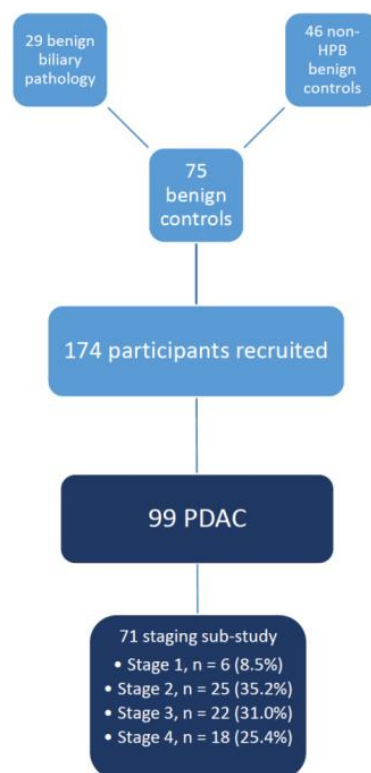 29 benign
biliary
pathology
46 non-
HPB
benign
controls
75
benign
controls
174 participants recruited
99 PDAC
71 staging sub-study
• Stage 1, n = 6 (8.5%)
• Stage 2, n = 25 (35.2%)
• Stage 3, n = 22 (31.0%)
• Stage 4, n = 18 (25.4%)